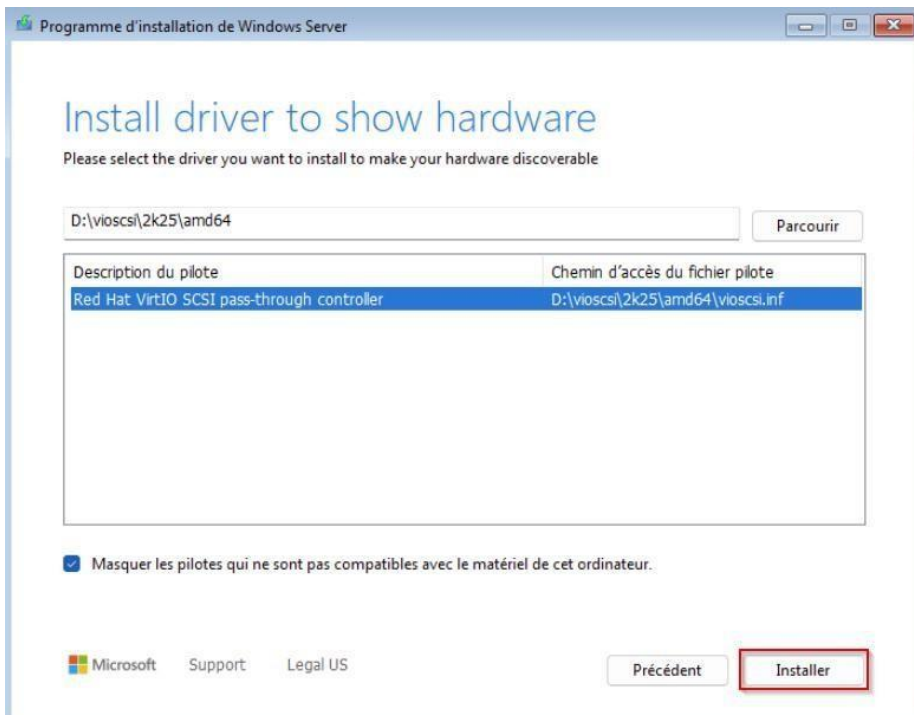 Programme d'installation de Windows Server
Install driver to show hardware
Please select the driver you want to install to make your hardware discoverable
D:\vioscsi\2k25\amd64
Parcourir
Description du pilote Chemin d'accès du fichier pilote
Red Hat VirtIO SCSI pass-through controller D:\vioscsi\2k25\amd64\vioscsi.inf
Masquer les pilotes qui ne sont pas compatibles avec le matériel de cet ordinateur.
Microsoft Support Legal US Précédent Installer